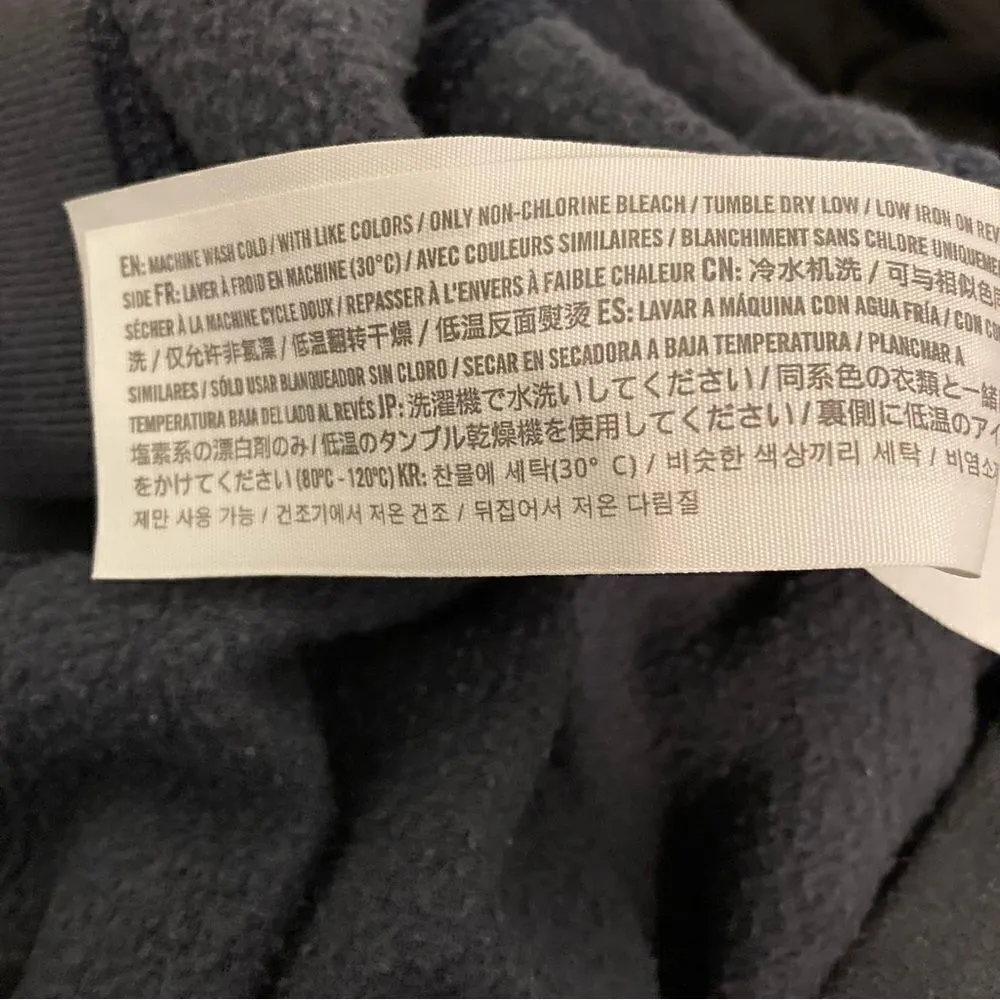 EN: MACHINE WASH COLD / WITH LIKE COLORS / ONLY NON-CHLORINE BLEACH / TUMBLE DRY LOW / LOW IRON ON
SIDE FR: LAVER À FROID EN MACHINE (30°C) / AVEC COULEURS SIMILAIRES / BLANCHIMENT SANS CHLORE
SÉCHER À LA MACHINE CYCLE DOUX / REPASSER À L'ENVERS À FAIBLE CHALEUR CN: 冷水机洗 / 可与相似色
洗 / 仅允许非氯漂 / 低温翻转干燥 / 低温反面熨烫 ES: LAVAR A MÁQUINA CON AGUA FRÍA / CON
SIMILARES / SÓLO USAR BLANQUEADOR SIN CLORO / SECAR EN SECADORA A BAJA TEMPERATURA / PLANCHAR A
TEMPERATURA BAJA DEL LADO AL REVÉS JP: 洗濯機で水洗いしてください / 同系色の衣類と一緒
塩素系の漂白剤のみ / 低温のタンブル乾燥機を使用してください / 裏側に低温のアイ
をかけてください (80°C - 120°C) KR: 찬물에 세탁(30° C) / 비슷한 색상끼리 세탁 / 비염소
제만 사용 가능 / 건조기에서 저온 건조 / 뒤집어서 저온 다림질